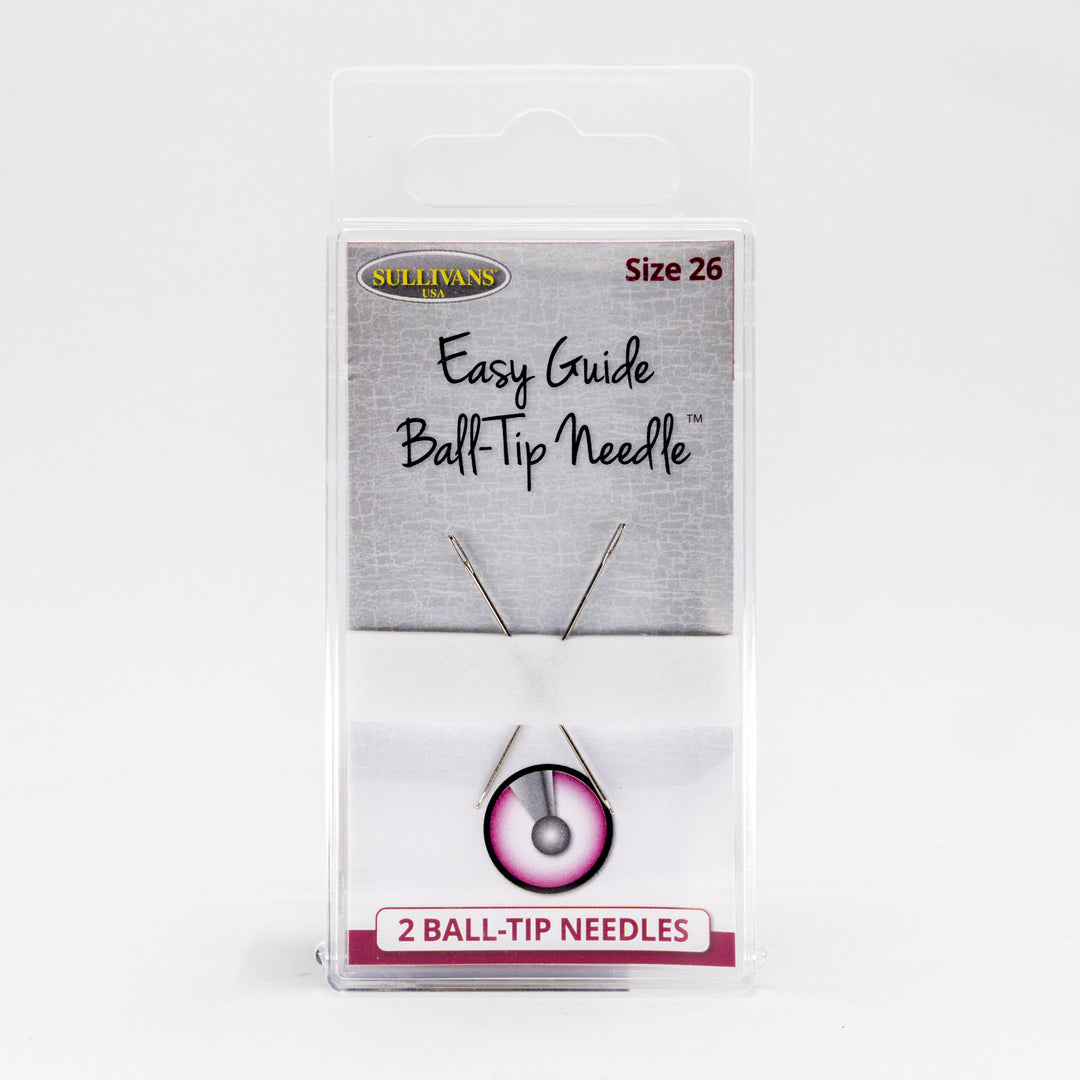 SULLIVANS
USA
Size 26
Easy Guide
Ball-Tip Needle™
2 BALL-TIP NEEDLES